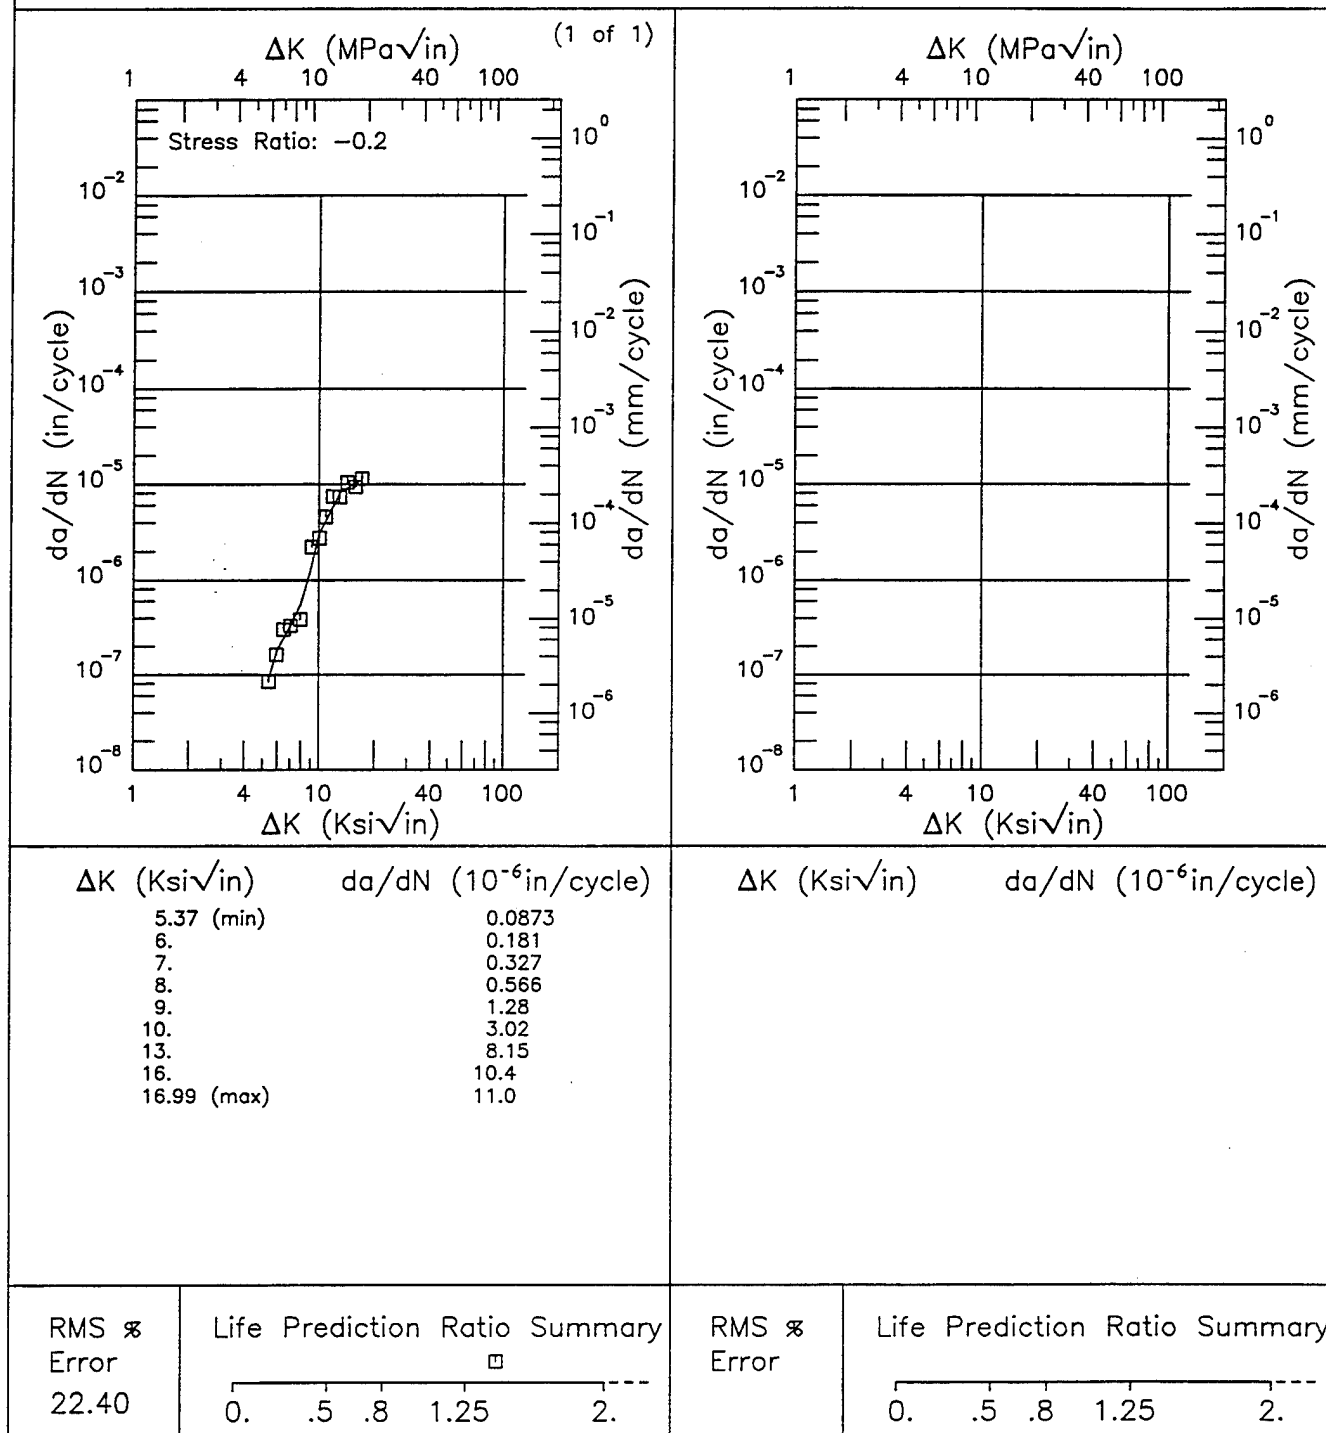 (1 of 1)
ΔK (MPa√in)
1 4 10 40 100
Stress Ratio: -0.2
da/dN (in/cycle)
10⁻²
10⁻³
10⁻⁴
10⁻⁵
10⁻⁶
10⁻⁷
10⁻⁸
10⁰
10⁻¹
10⁻²
10⁻³
10⁻⁴
10⁻⁵
10⁻⁶
da/dN (mm/cycle)
1 4 10 40 100
ΔK (Ksi√in)
ΔK (MPa√in)
1 4 10 40 100
da/dN (in/cycle)
10⁻²
10⁻³
10⁻⁴
10⁻⁵
10⁻⁶
10⁻⁷
10⁻⁸
10⁰
10⁻¹
10⁻²
10⁻³
10⁻⁴
10⁻⁵
10⁻⁶
da/dN (mm/cycle)
1 4 10 40 100
ΔK (Ksi√in)
ΔK (Ksi√in) da/dN (10⁻⁶in/cycle)
5.37 (min) 0.0873
6. 0.181
7. 0.327
8. 0.566
9. 1.28
10. 3.02
13. 8.15
16. 10.4
16.99 (max) 11.0
ΔK (Ksi√in) da/dN (10⁻⁶in/cycle)
RMS %
Error
22.40
Life Prediction Ratio Summary
0. .5 .8 1.25 2.
RMS %
Error
Life Prediction Ratio Summary
0. .5 .8 1.25 2.